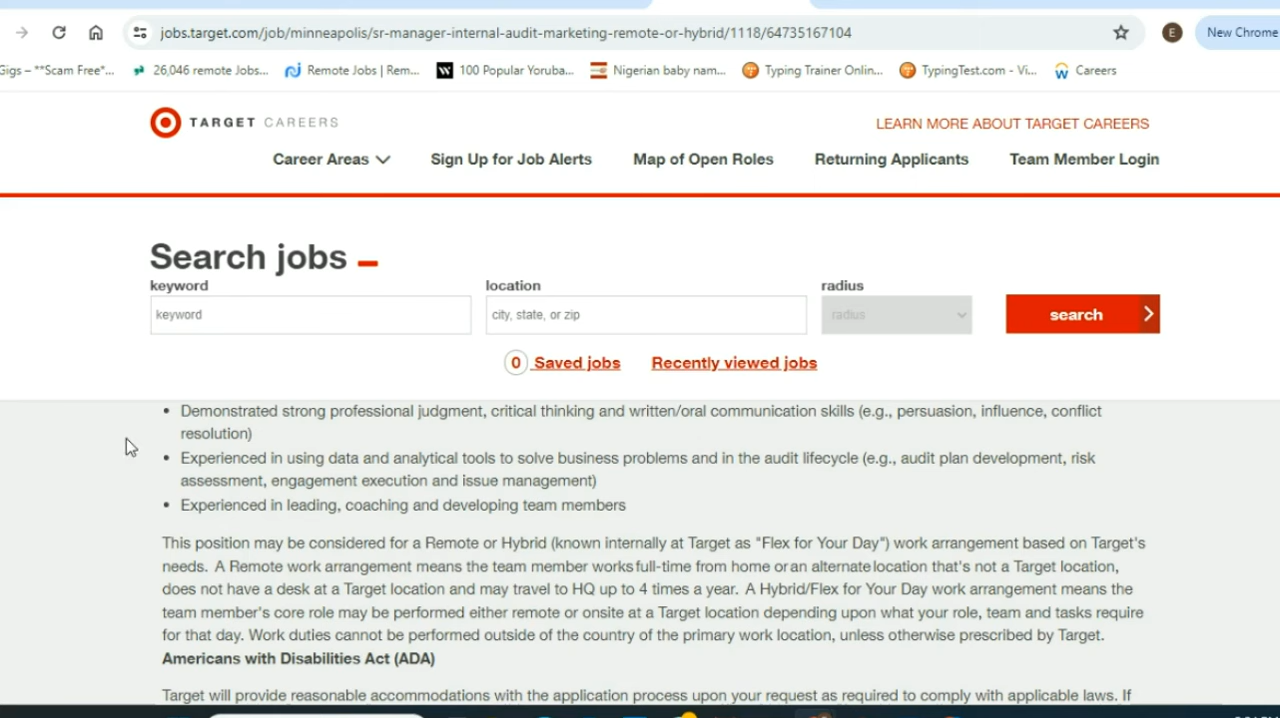 jobs.target.com/job/minneapolis/sr-manager-internal-audit-marketing-remote-or-hybrid/1118/64735167104
E
New Chrome
Gigs – **Scam Free*...
26,046 remote Jobs...
Remote Jobs | Rem...
W
100 Popular Yoruba...
Nigerian baby nam...
Typing Trainer Onlin...
TypingTest.com - Vi...
Careers
TARGET CAREERS
LEARN MORE ABOUT TARGET CAREERS
Career Areas
Sign Up for Job Alerts
Map of Open Roles
Returning Applicants
Team Member Login
Search jobs
keyword
location
radius
keyword
city, state, or zip
radius
search
0 Saved jobs
Recently viewed jobs
• Demonstrated strong professional judgment, critical thinking and written/oral communication skills (e.g., persuasion, influence, conflict
resolution)
• Experienced in using data and analytical tools to solve business problems and in the audit lifecycle (e.g., audit plan development, risk
assessment, engagement execution and issue management)
• Experienced in leading, coaching and developing team members
This position may be considered for a Remote or Hybrid (known internally at Target as "Flex for Your Day") work arrangement based on Target's
needs. A Remote work arrangement means the team member works full-time from home or an alternate location that's not a Target location,
does not have a desk at a Target location and may travel to HQ up to 4 times a year. A Hybrid/Flex for Your Day work arrangement means the
team member's core role may be performed either remote or onsite at a Target location depending upon what your role, team and tasks require
for that day. Work duties cannot be performed outside of the country of the primary work location, unless otherwise prescribed by Target.
Americans with Disabilities Act (ADA)
Target will provide reasonable accommodations with the application process upon your request as required to comply with applicable laws. If